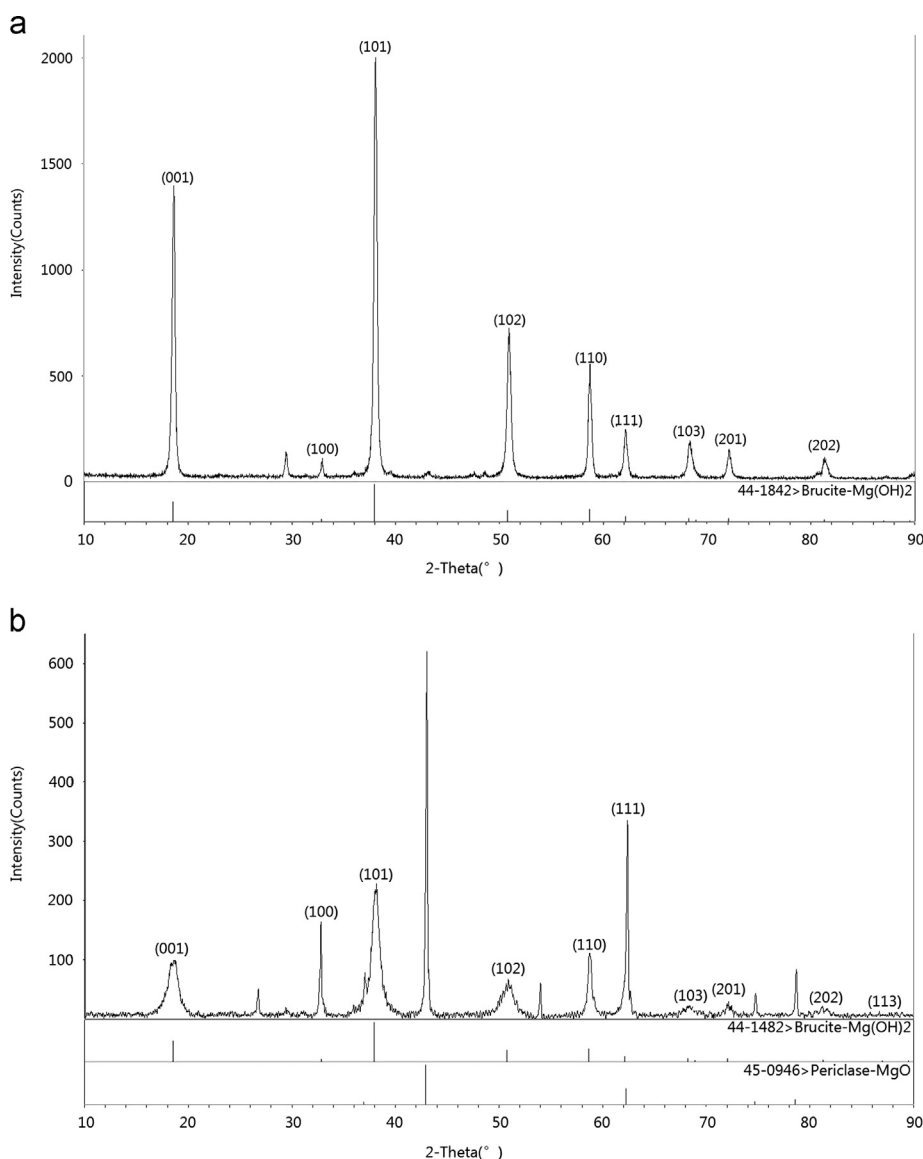 a
2000
1500
1000
500
0
Intensity(Counts)
(001)
(100)
(101)
(102)
(110)
(111)
(103)
(201)
(202)
44-1842>Brucite-Mg(OH)2
10 20 30 40 50 60 70 80 90
2-Theta(°)
b
600
500
400
300
200
100
Intensity(Counts)
(001)
(100)
(101)
(102)
(110)
(111)
(103)
(201)
(202)
(113)
44-1482>Brucite-Mg(OH)2
45-0946>Periclase-MgO
10 20 30 40 50 60 70 80 90
2-Theta(°)